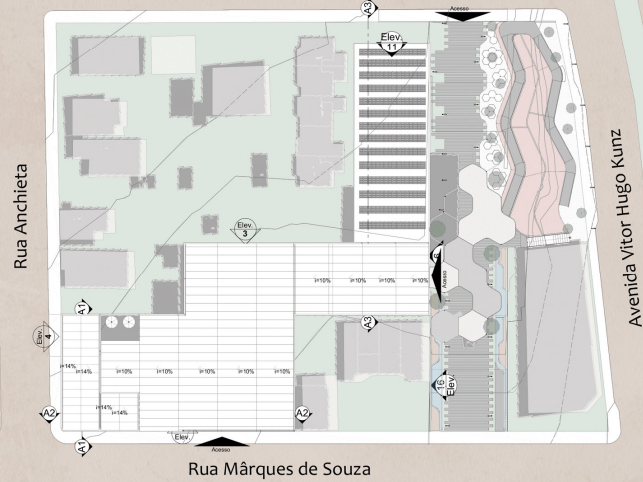 A3
Acesso
Elev.
11
Rua Anchieta
Avenida Vitor Hugo Kunz
Elev.
3
i=10%
i=10%
i=10%
i=10%
Acesso
A1
Elev.
4
A3
i=14%
i=14%
i=10%
i=10%
i=10%
i=10%
i=10%
16
Elev.
i=14%
i=14%
A2
A2
A1
Elev.
Acesso
Rua Mârques de Souza